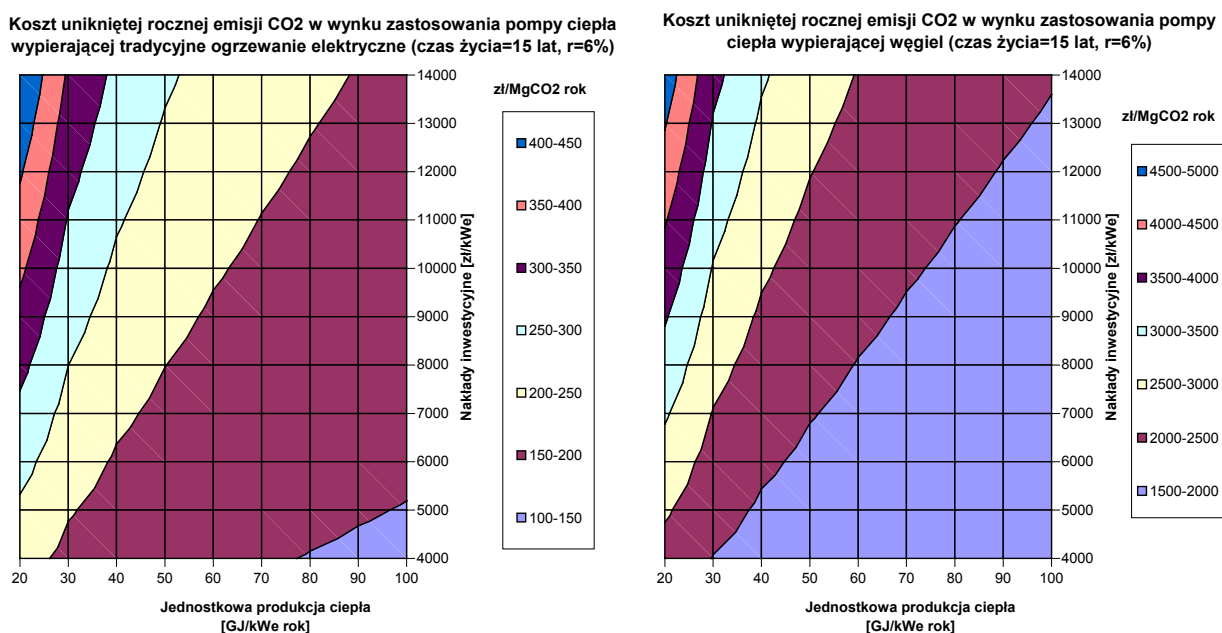 Koszt unikniętej rocznej emisji CO2 w wynku zastosowania pompy ciepła
wypierającej tradycyjne ogrzewanie elektryczne (czas życia=15 lat, r=6%)
zł/MgCO2 rok
14000
13000
12000
11000
10000
9000
8000
7000
6000
5000
4000
Nakłady inwestycyjne [zł/kWe]
400-450
350-400
300-350
250-300
200-250
150-200
100-150
20 30 40 50 60 70 80 90 100
Jednostkowa produkcja ciepła
[GJ/kWe rok]
Koszt unikniętej rocznej emisji CO2 w wynku zastosowania pompy
ciepła wypierającej węgiel (czas życia=15 lat, r=6%)
zł/MgCO2 rok
14000
13000
12000
11000
10000
9000
8000
7000
6000
5000
4000
Nakłady inwestycyjne [zł/kWe]
4500-5000
4000-4500
3500-4000
3000-3500
2500-3000
2000-2500
1500-2000
20 30 40 50 60 70 80 90 100
Jednostkowa produkcja ciepła
[GJ/kWe rok]